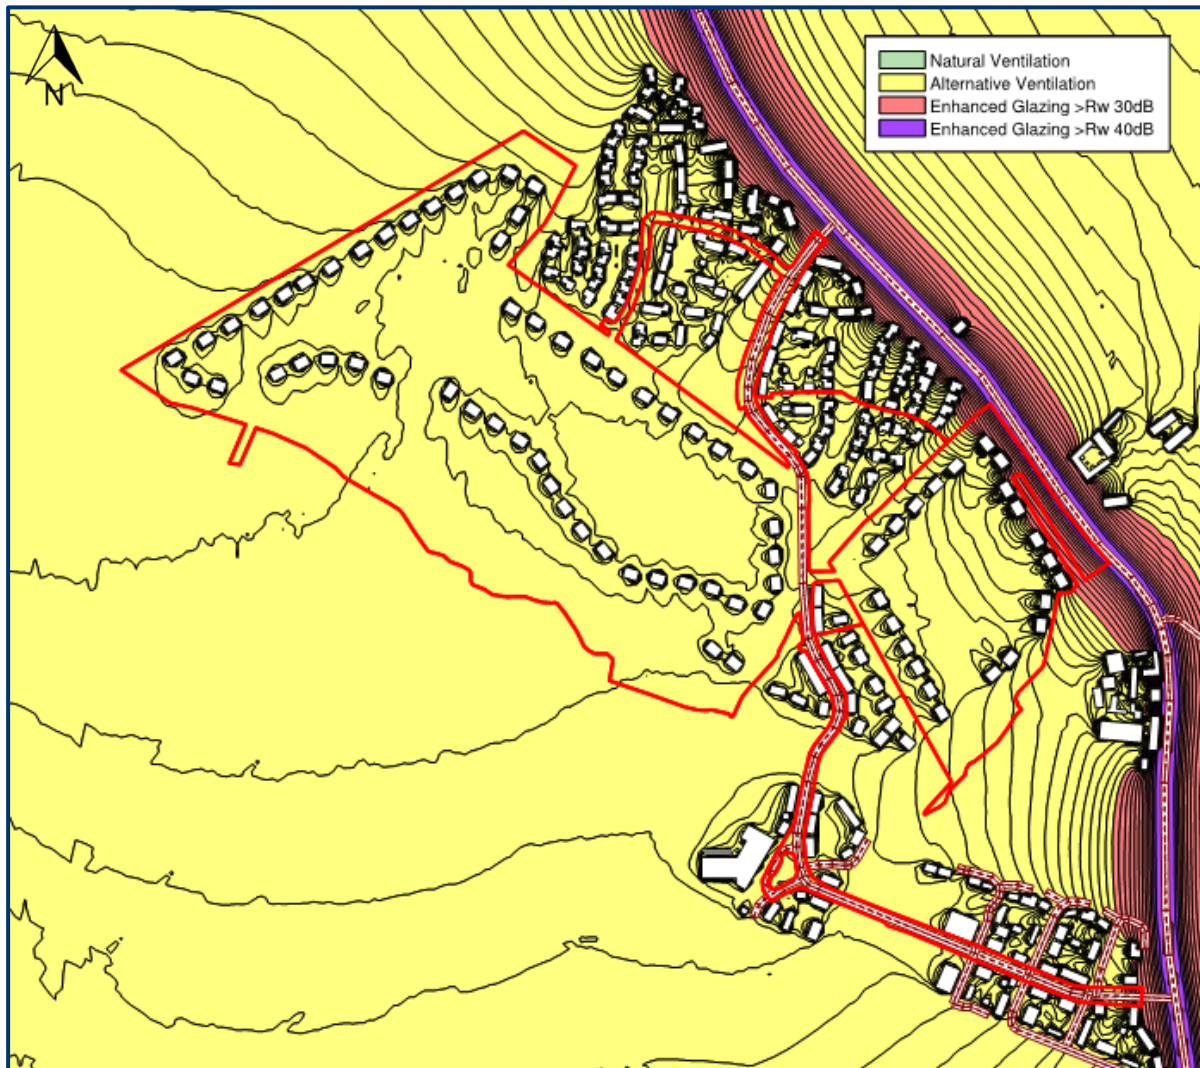 N
Natural Ventilation
Alternative Ventilation
Enhanced Glazing >Rw 30dB
Enhanced Glazing >Rw 40dB